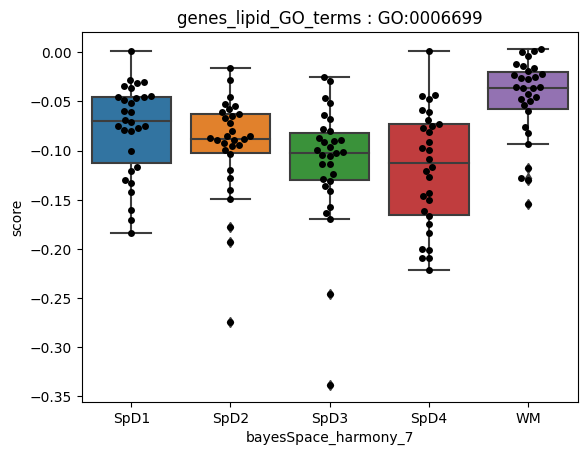 genes_lipid_GO_terms : GO:0006699
0.00
−0.05
−0.10
−0.15
−0.20
−0.25
−0.30
−0.35
score
SpD1 SpD2 SpD3 SpD4 WM
bayesSpace_harmony_7